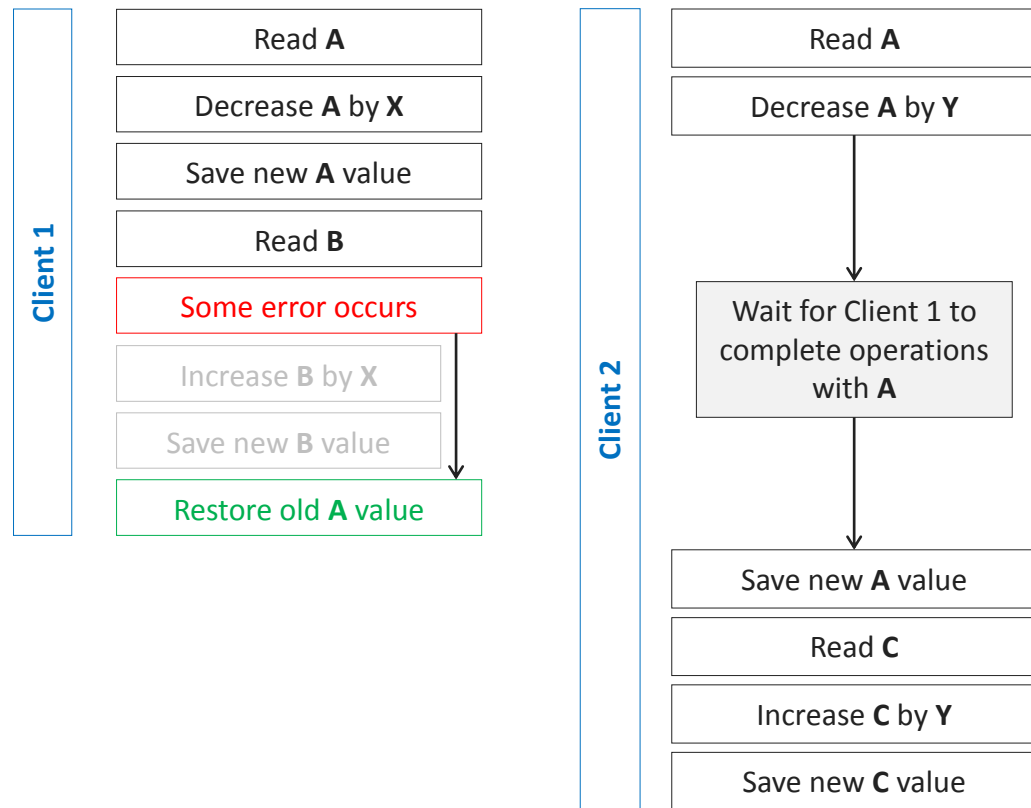 Client 1
Read A
Decrease A by X
Save new A value
Read B
Some error occurs
Increase B by X
Save new B value
Restore old A value
Client 2
Read A
Decrease A by Y
Wait for Client 1 to
complete operations
with A
Save new A value
Read C
Increase C by Y
Save new C value